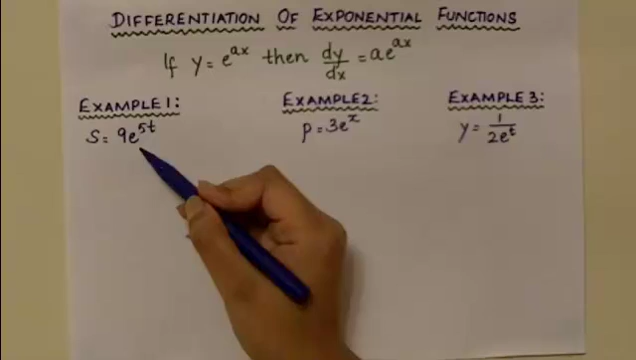 DIFFERENTIATION OF EXPONENTIAL FUNCTIONS
If y = e^{ax} then dy/dx = ae^{ax}
EXAMPLE 1: EXAMPLE 2: EXAMPLE 3:
S = 9e^{5t} p = 3e^{x} y = 1/2e^{t}